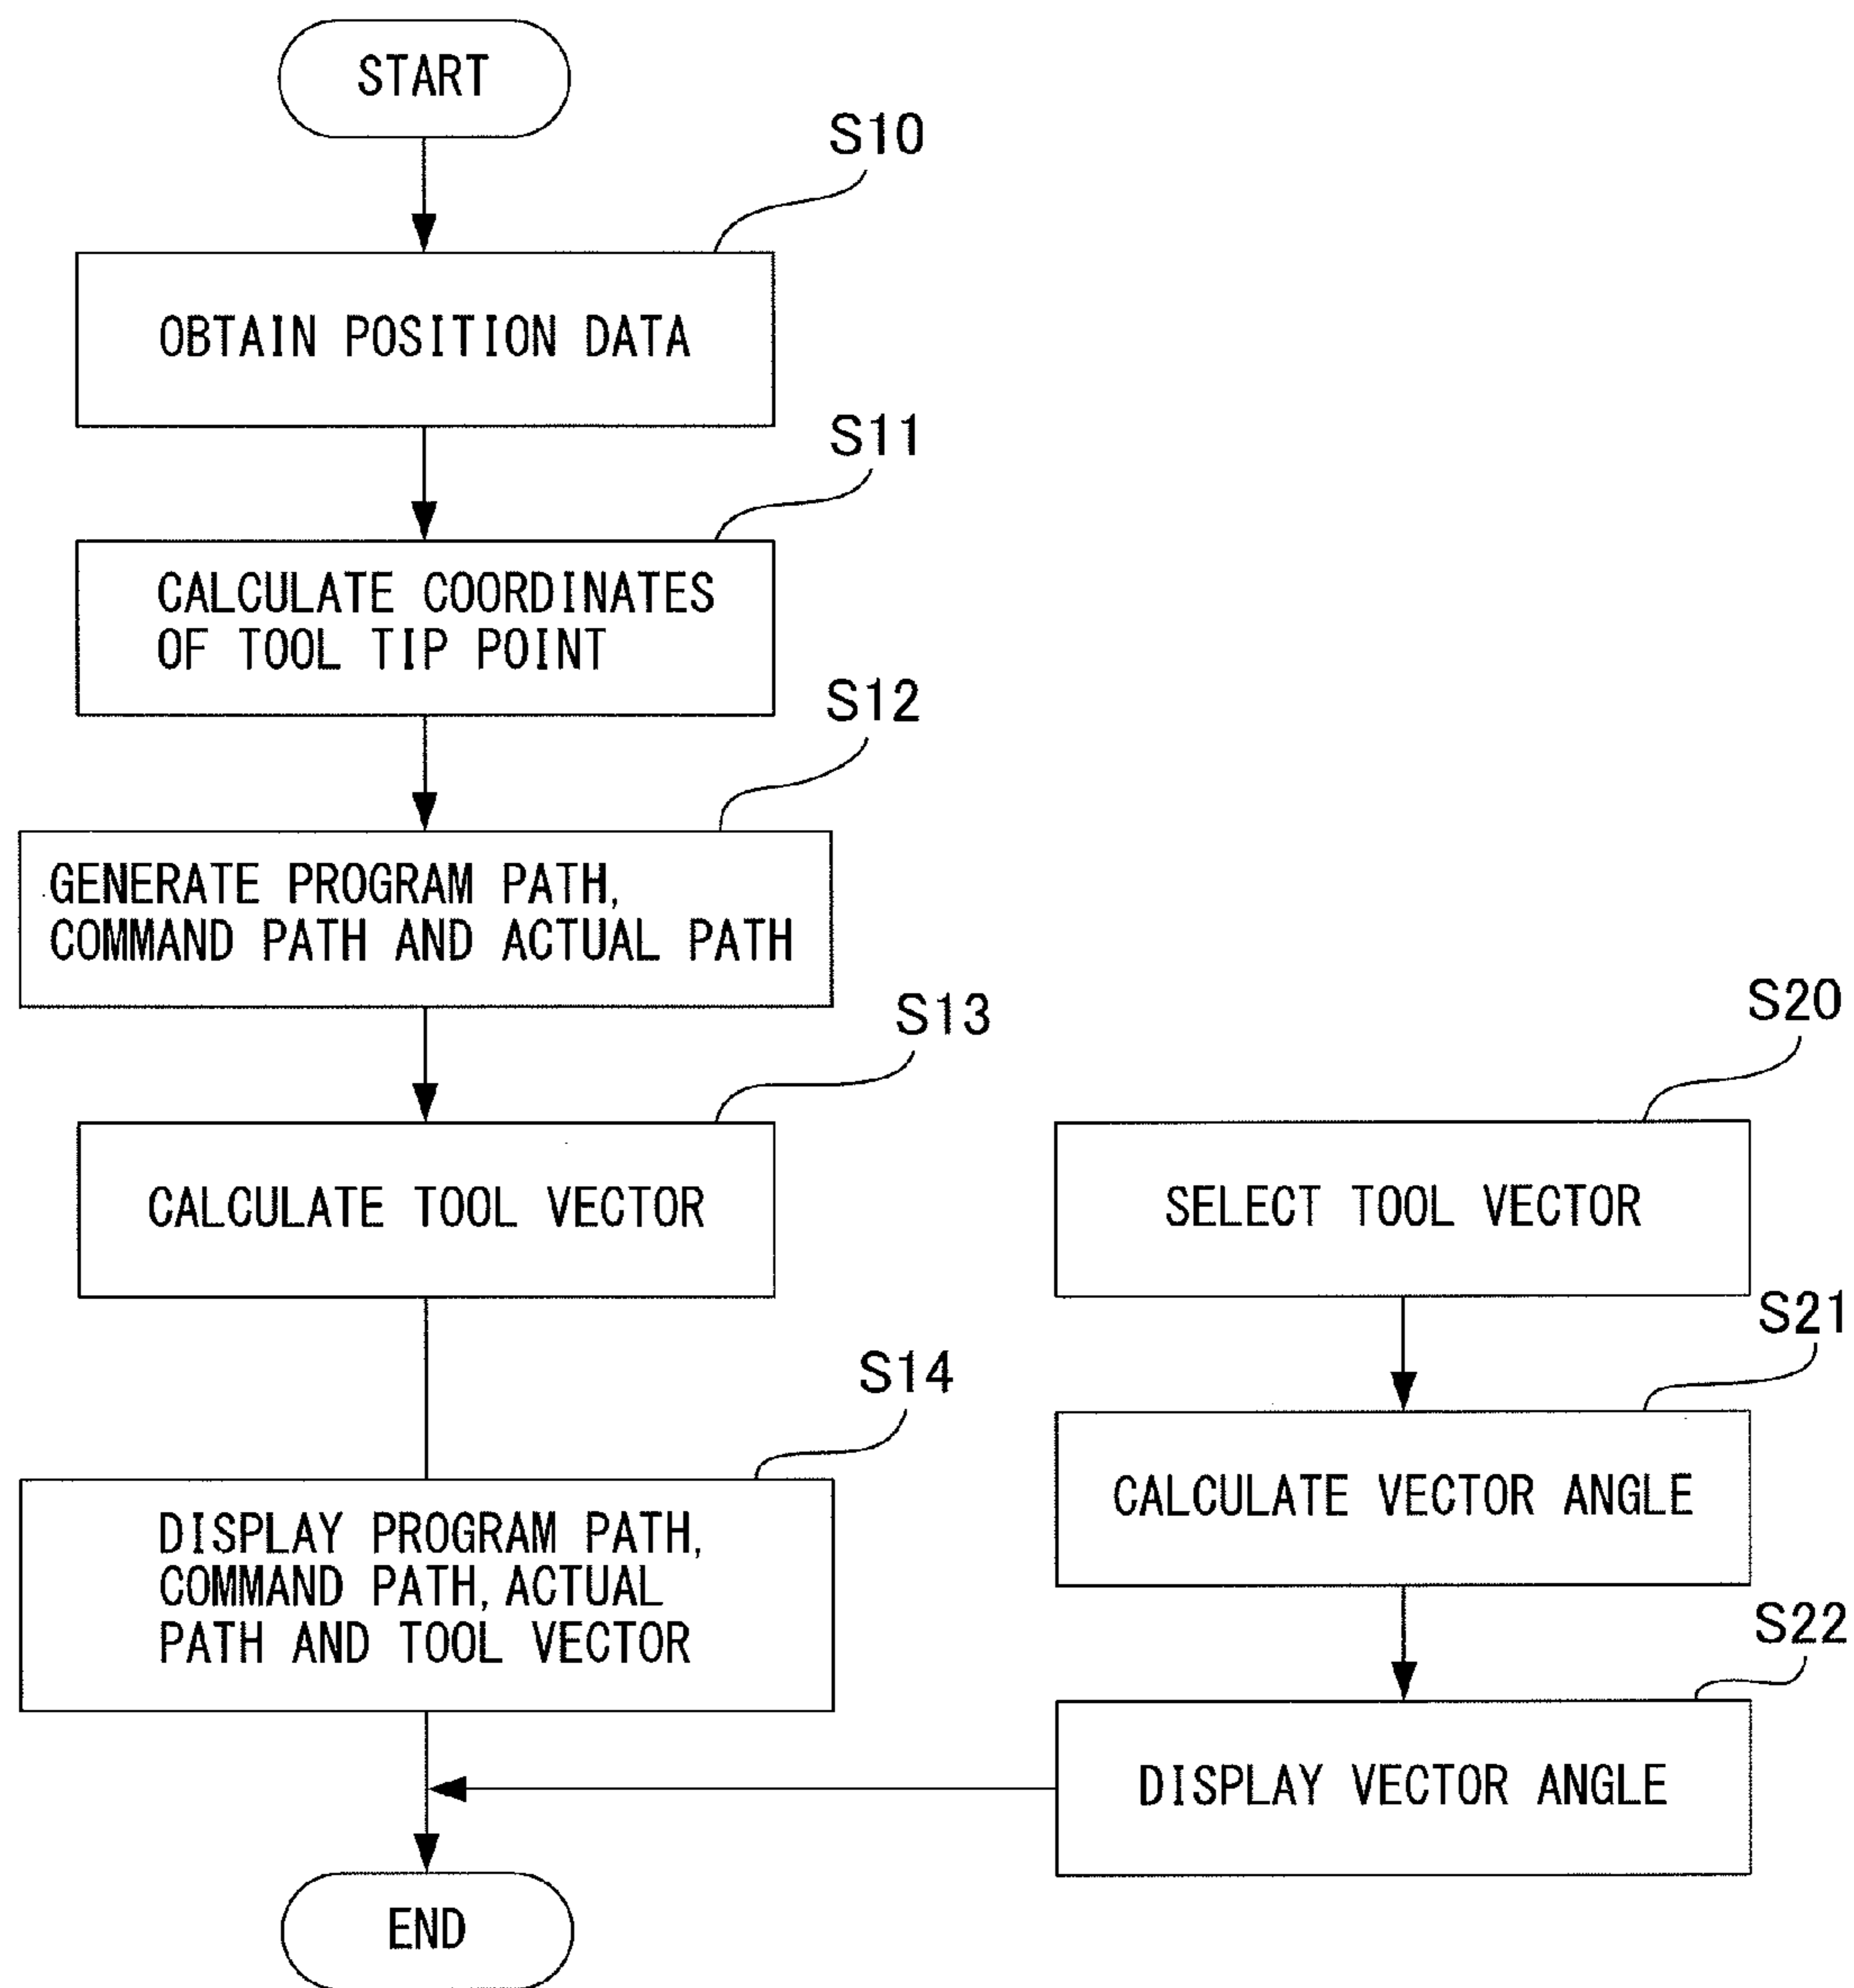 START
S10
OBTAIN POSITION DATA
S11
CALCULATE COORDINATES
OF TOOL TIP POINT
S12
GENERATE PROGRAM PATH,
COMMAND PATH AND ACTUAL PATH
S13
CALCULATE TOOL VECTOR
S14
DISPLAY PROGRAM PATH,
COMMAND PATH, ACTUAL
PATH AND TOOL VECTOR
S20
SELECT TOOL VECTOR
S21
CALCULATE VECTOR ANGLE
S22
DISPLAY VECTOR ANGLE
END